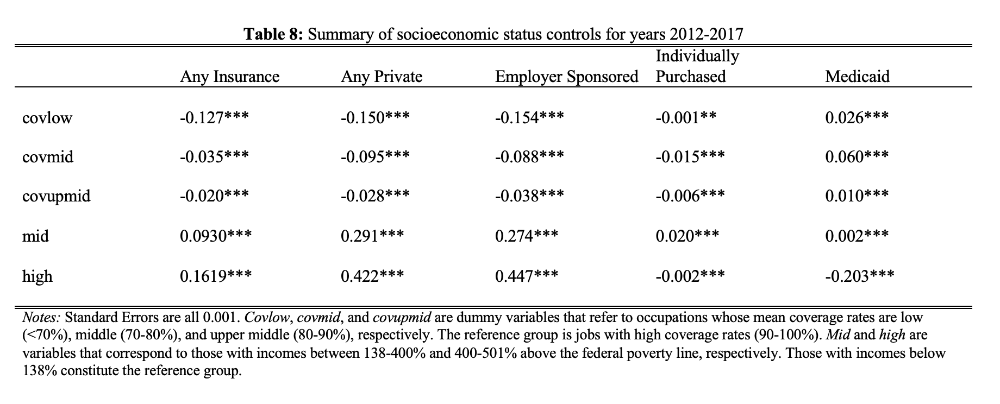 Table 8: Summary of socioeconomic status controls for years 2012-2017
Individually
Any Insurance Any Private Employer Sponsored Purchased Medicaid
covlow -0.127*** -0.150*** -0.154*** -0.001** 0.026***
covmid -0.035*** -0.095*** -0.088*** -0.015*** 0.060***
covupmid -0.020*** -0.028*** -0.038*** -0.006*** 0.010***
mid 0.0930*** 0.291*** 0.274*** 0.020*** 0.002***
high 0.1619*** 0.422*** 0.447*** -0.002*** -0.203***
Notes: Standard Errors are all 0.001. Covlow, covmid, and covupmid are dummy variables that refer to occupations whose mean coverage rates are low
(<70%), middle (70-80%), and upper middle (80-90%), respectively. The reference group is jobs with high coverage rates (90-100%). Mid and high are
variables that correspond to those with incomes between 138-400% and 400-501% above the federal poverty line, respectively. Those with incomes below
138% constitute the reference group.